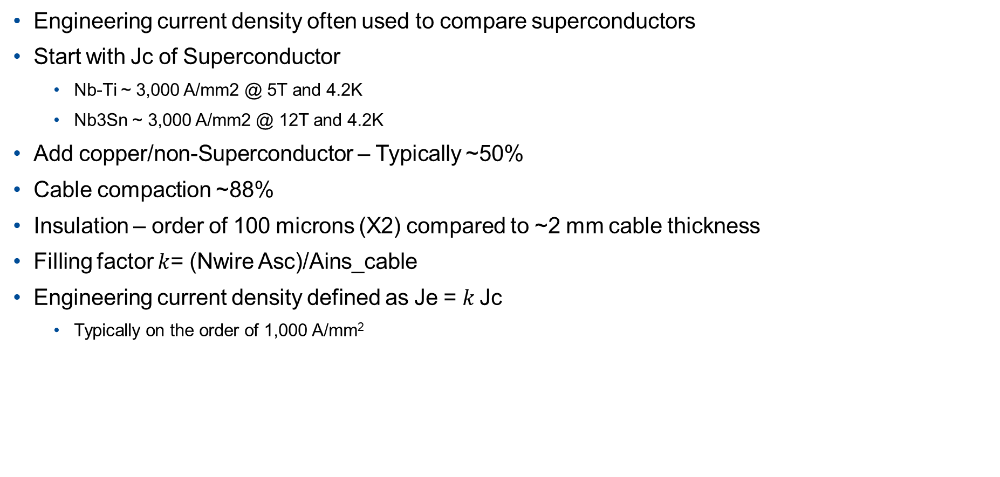 • Engineering current density often used to compare superconductors
• Start with Jc of Superconductor
• Nb-Ti ~ 3,000 A/mm2 @ 5T and 4.2K
• Nb3Sn ~ 3,000 A/mm2 @ 12T and 4.2K
• Add copper/non-Superconductor – Typically ~50%
• Cable compaction ~88%
• Insulation – order of 100 microns (X2) compared to ~2 mm cable thickness
• Filling factor k= (Nwire Asc)/Ains_cable
• Engineering current density defined as Je = k Jc
• Typically on the order of 1,000 A/mm²